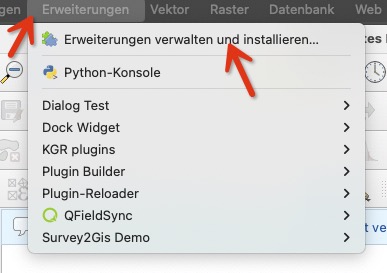 gen Erweiterungen Vektor Raster Datenbank Web
Erweiterungen verwalten und installieren...
Python-Konsole
Dialog Test
Dock Widget
KGR plugins
Plugin Builder
Plugin-Reloader
QFieldSync
Survey2Gis Demo